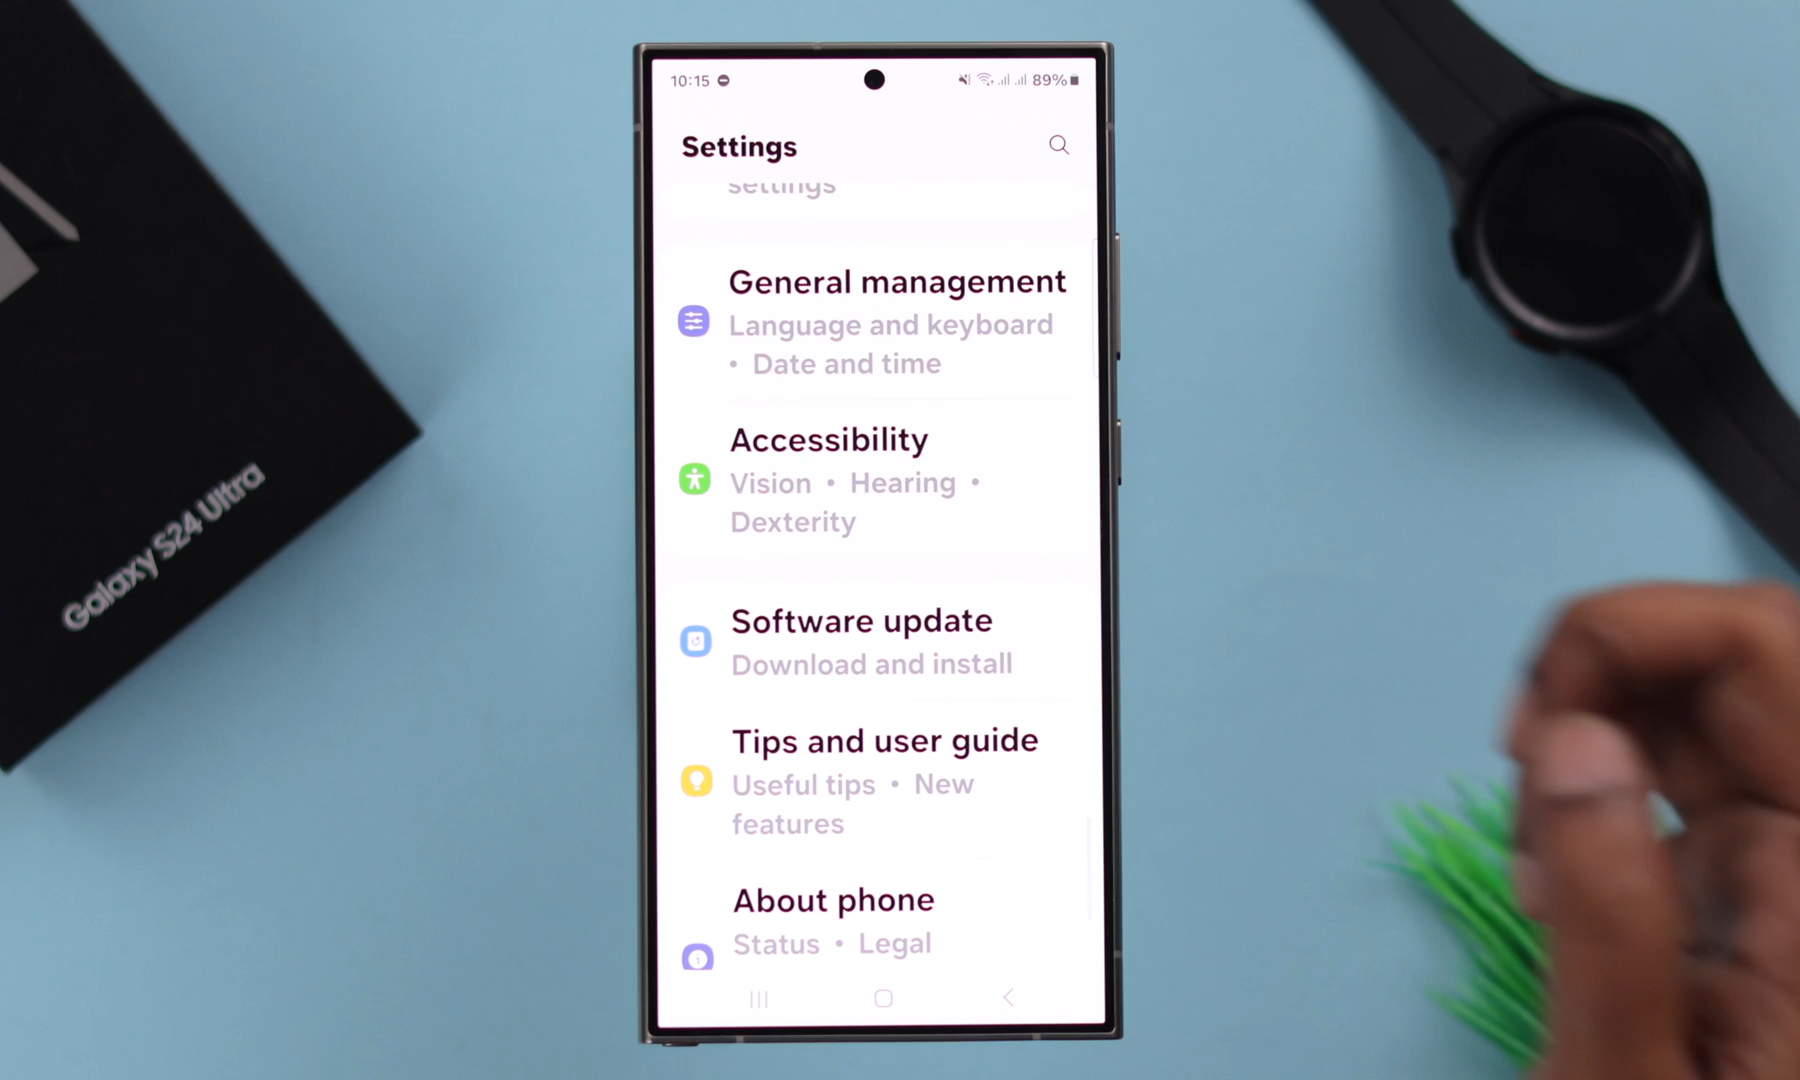 10:15
89%
Settings
settings
General management
Language and keyboard
• Date and time
Accessibility
Vision • Hearing •
Dexterity
Software update
Download and install
Tips and user guide
Useful tips • New
features
About phone
Status • Legal
Galaxy S24 Ultra